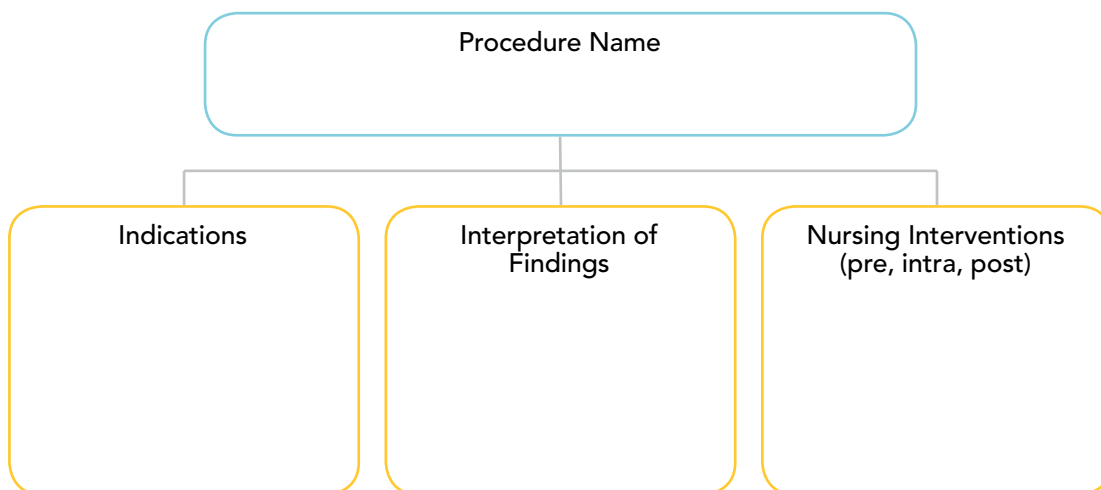 Procedure Name
Indications
Interpretation of
Findings
Nursing Interventions
(pre, intra, post)